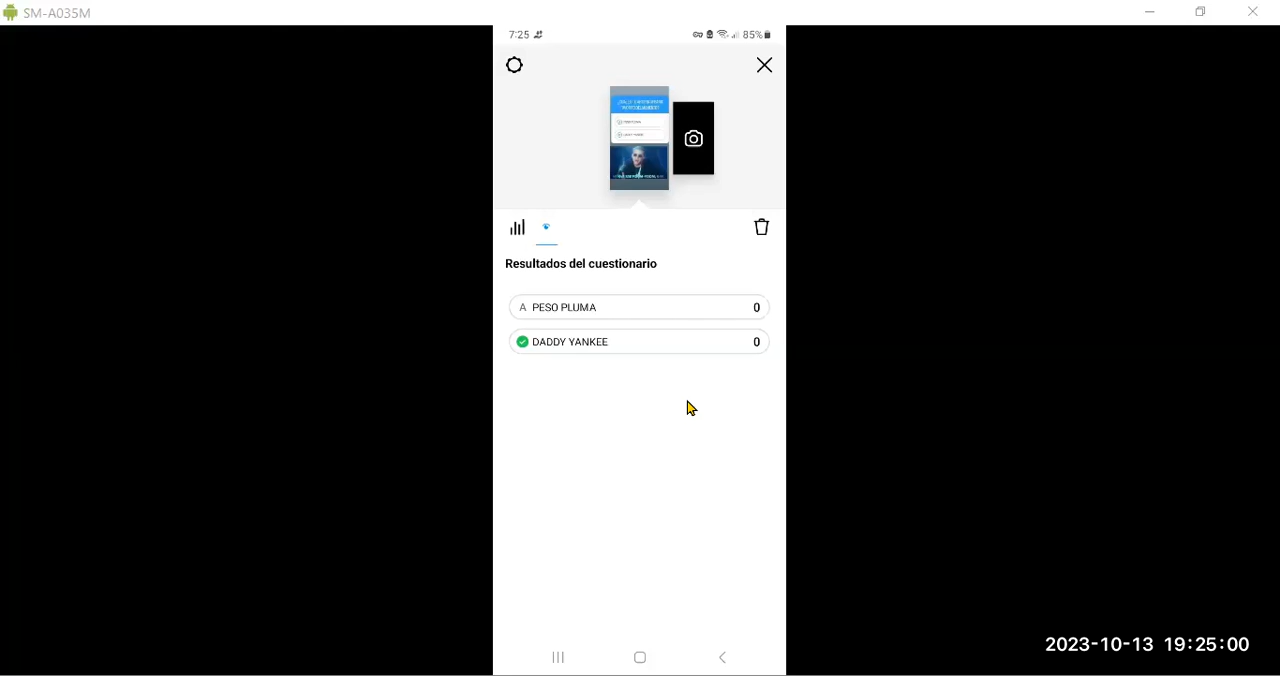 SM-A035M
7:25
85%
Resultados del cuestionario
A PESO PLUMA 0
DADDY YANKEE 0
2023-10-13 19:25:00